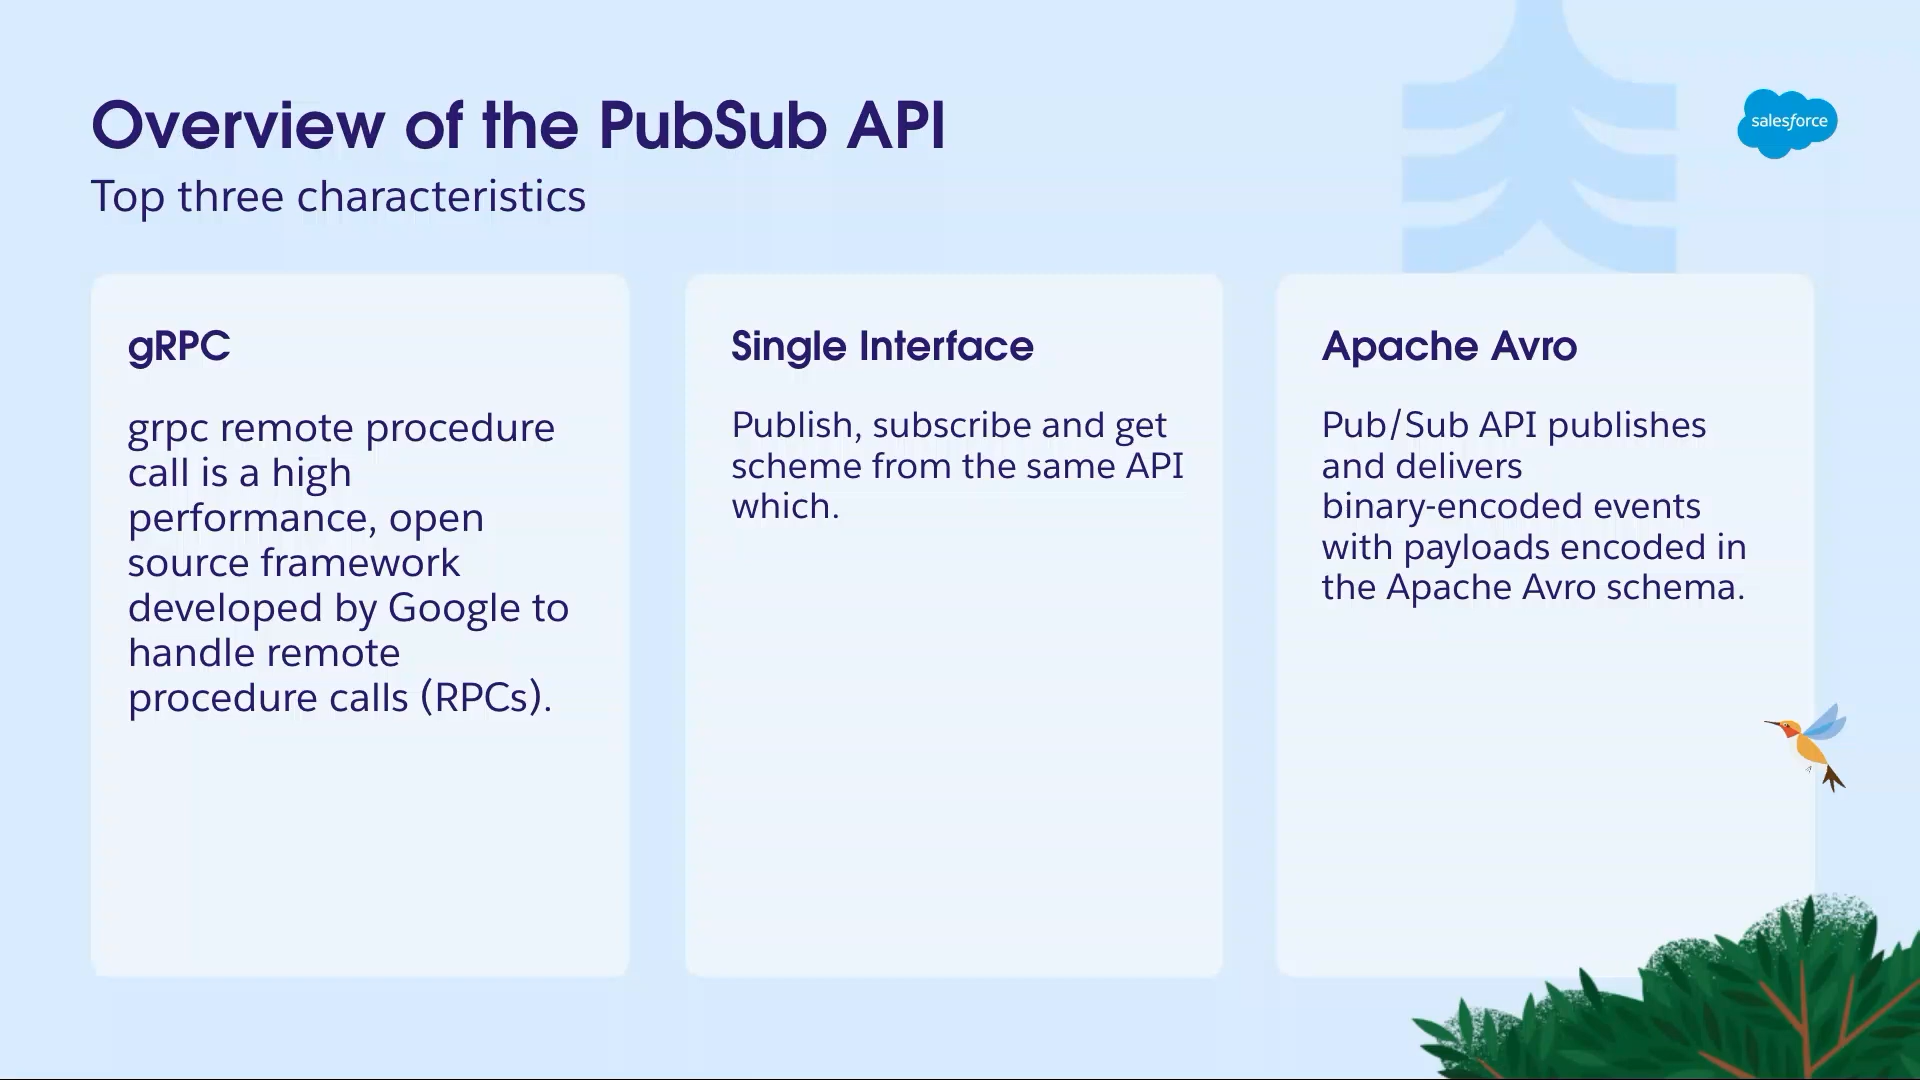 Overview of the PubSub API
Top three characteristics
salesforce
gRPC
grpc remote procedure
call is a high
performance, open
source framework
developed by Google to
handle remote
procedure calls (RPCs).
Single Interface
Publish, subscribe and get
scheme from the same API
which.
Apache Avro
Pub/Sub API publishes
and delivers
binary-encoded events
with payloads encoded in
the Apache Avro schema.